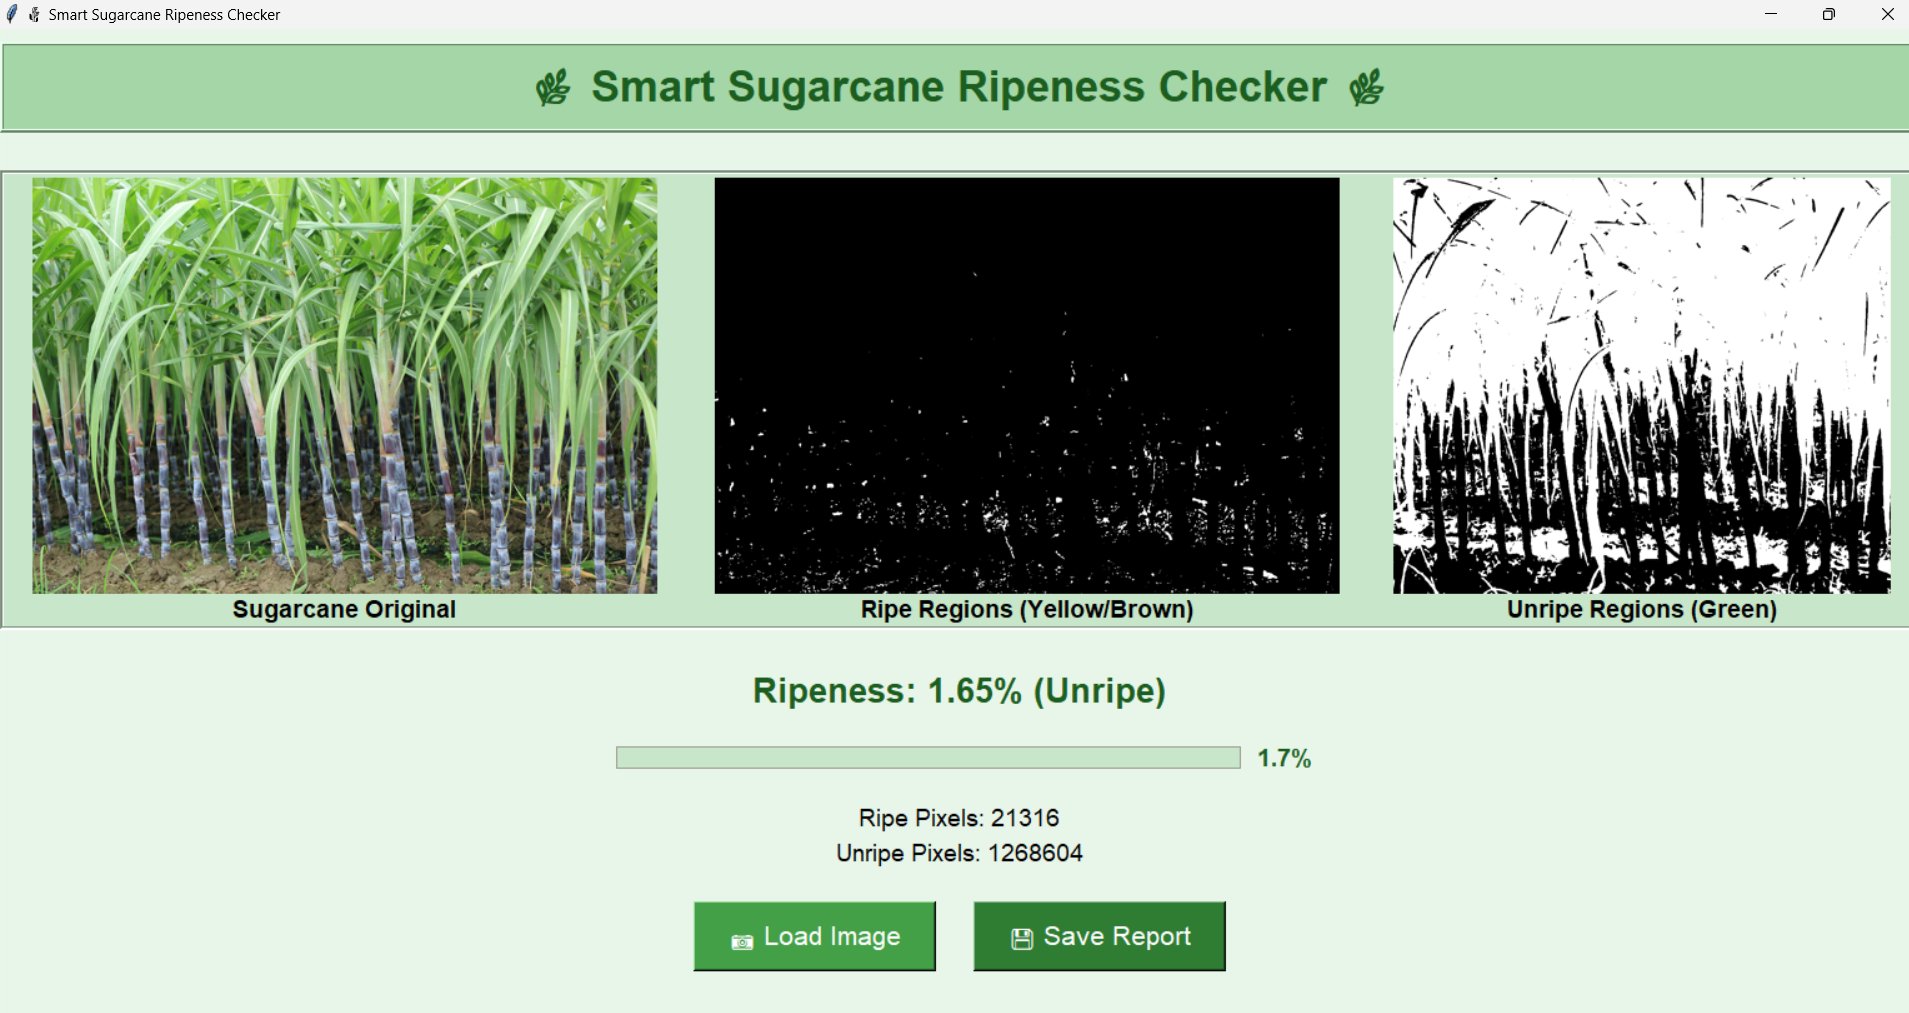 Smart Sugarcane Ripeness Checker
Smart Sugarcane Ripeness Checker
Sugarcane Original
Ripe Regions (Yellow/Brown)
Unripe Regions (Green)
Ripeness: 1.65% (Unripe)
1.7%
Ripe Pixels: 21316
Unripe Pixels: 1268604
Load Image
Save Report